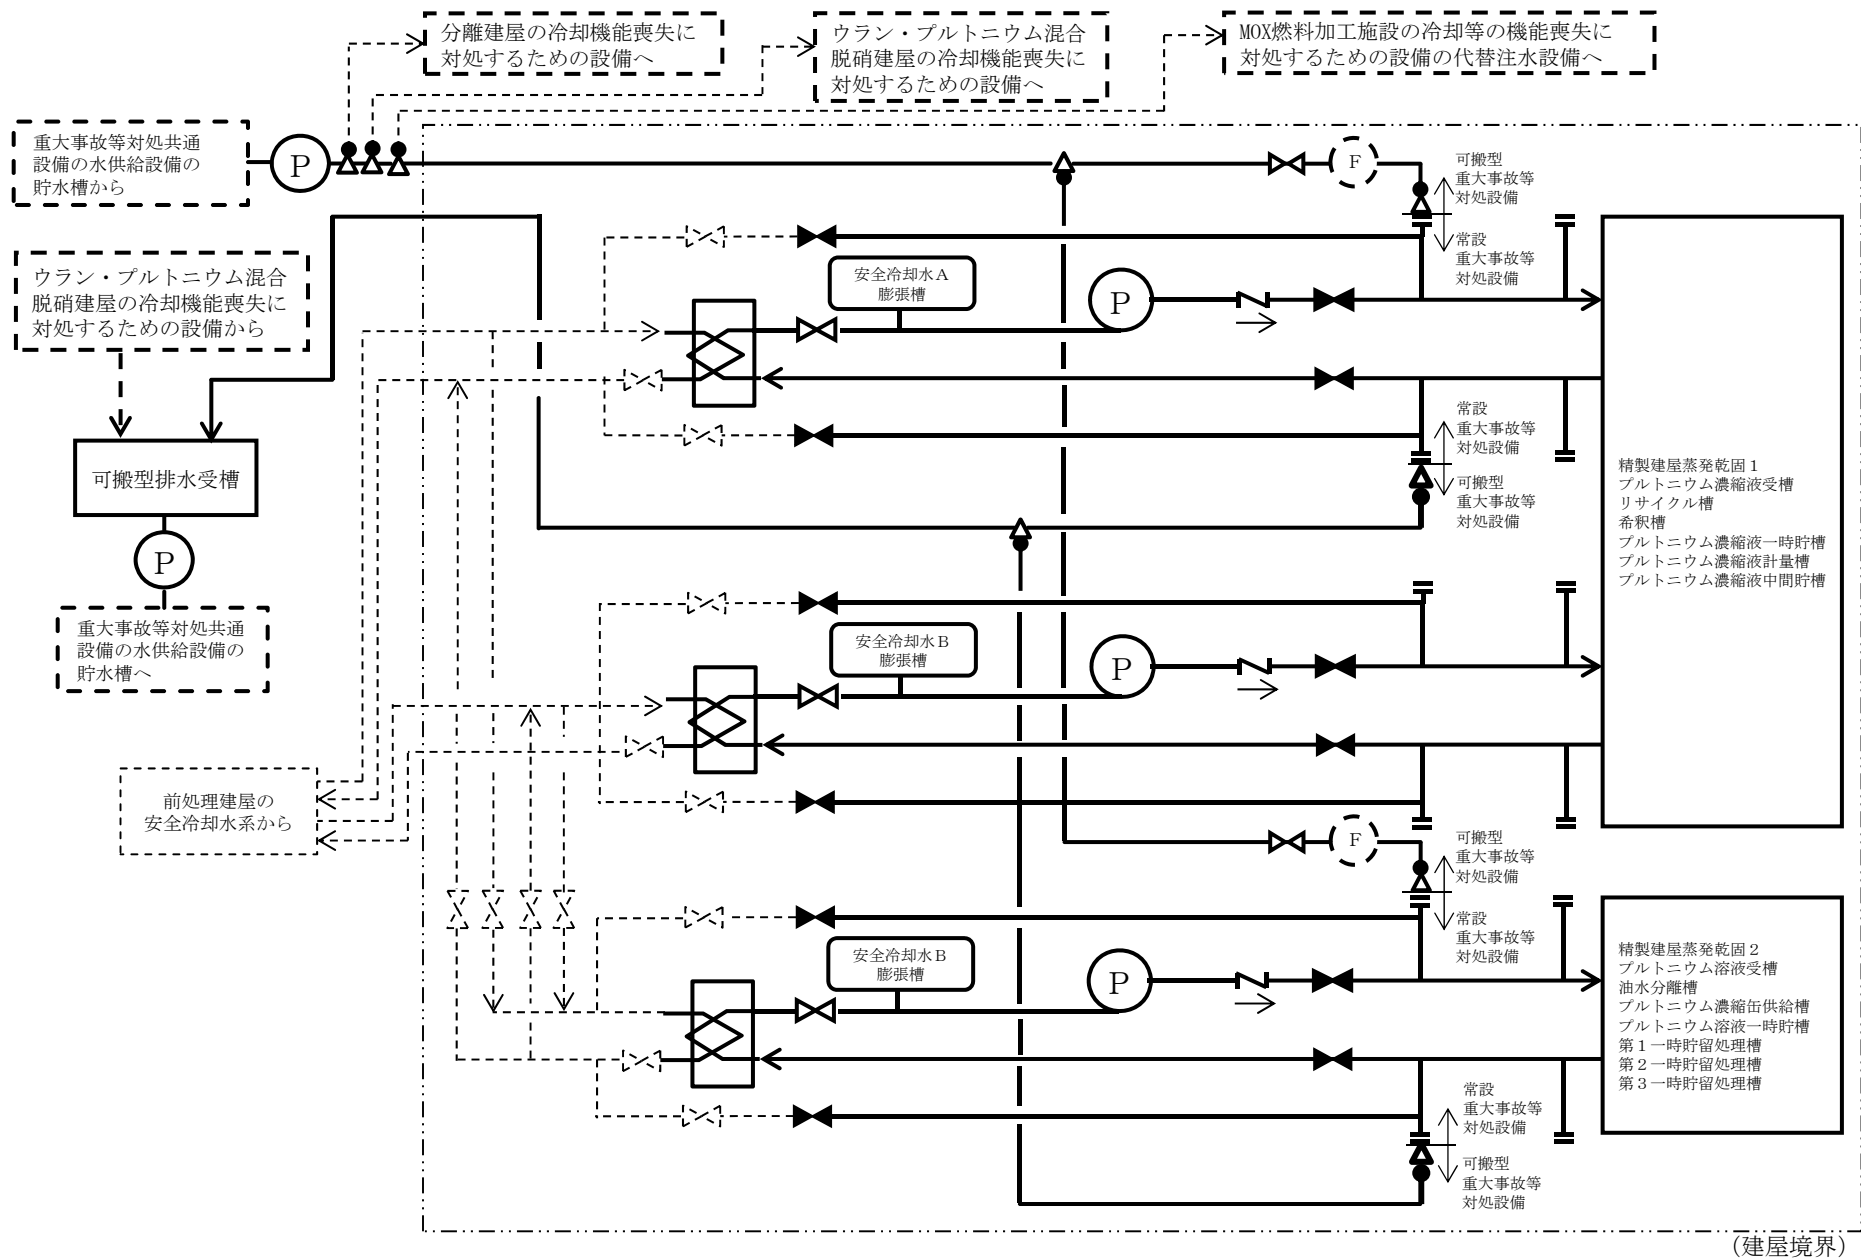 分離建屋の冷却機能喪失に
対処するための設備へ
ウラン・プルトニウム混合
脱硝建屋の冷却機能喪失に
対処するための設備へ
MOX燃料加工施設の冷却等の機能喪失に
対処するための設備の代替注水設備へ
重大事故等対処共通
設備の水供給設備の
貯水槽から
P
F
可搬型
重大事故等
対処設備
常設
重大事故等
対処設備
ウラン・プルトニウム混合
脱硝建屋の冷却機能喪失に
対処するための設備から
安全冷却水A
膨張槽
P
常設
重大事故等
対処設備
可搬型
重大事故等
対処設備
可搬型排水受槽
P
重大事故等対処共通
設備の水供給設備の
貯水槽へ
精製建屋蒸発乾固1
プルトニウム濃縮液受槽
リサイクル槽
希釈槽
プルトニウム濃縮液一時貯槽
プルトニウム濃縮液計量槽
プルトニウム濃縮液中間貯槽
安全冷却水B
膨張槽
P
前処理建屋の
安全冷却水系から
F
可搬型
重大事故等
対処設備
常設
重大事故等
対処設備
安全冷却水B
膨張槽
P
精製建屋蒸発乾固2
プルトニウム溶液受槽
油水分離槽
プルトニウム濃縮缶供給槽
プルトニウム溶液一時貯槽
第1一時貯留処理槽
第2一時貯留処理槽
第3一時貯留処理槽
常設
重大事故等
対処設備
可搬型
重大事故等
対処設備
(建屋境界)